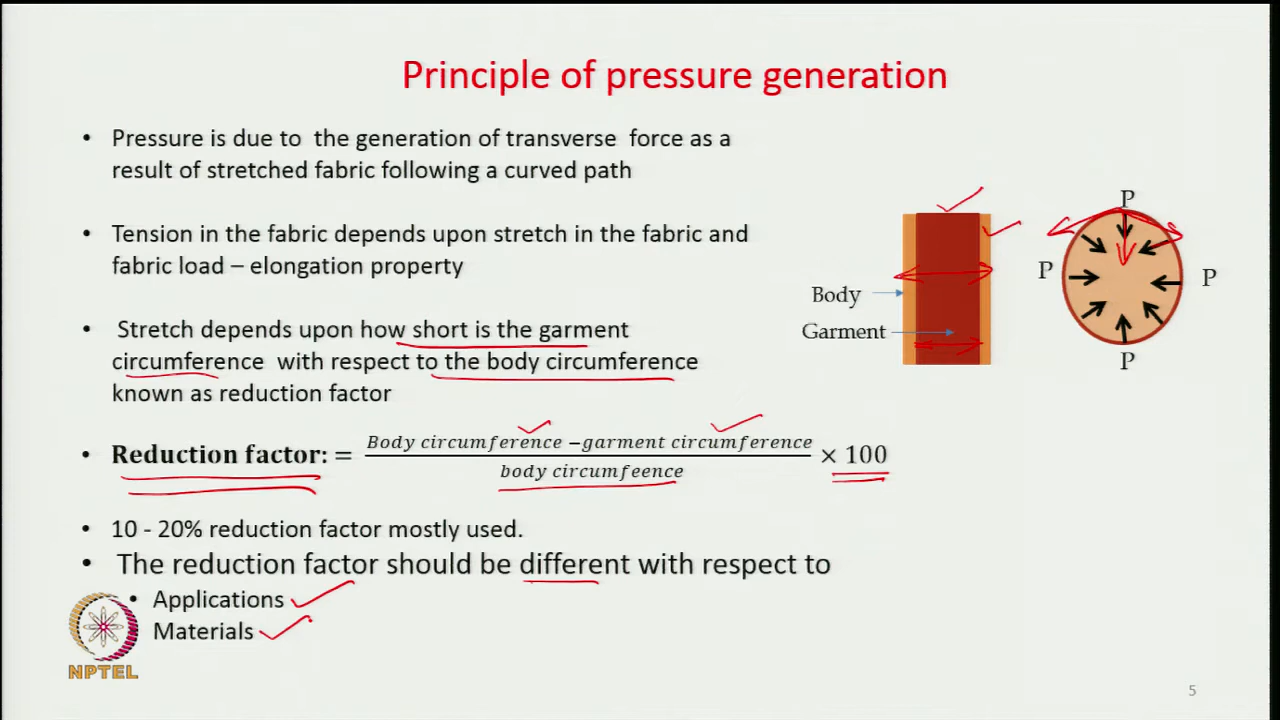 Principle of pressure generation
• Pressure is due to the generation of transverse force as a
result of stretched fabric following a curved path
• Tension in the fabric depends upon stretch in the fabric and
fabric load – elongation property
• Stretch depends upon how short is the garment
circumference with respect to the body circumference
known as reduction factor
• Reduction factor: = Body circumference −garment circumference / body circumfeence × 100
• 10 - 20% reduction factor mostly used.
• The reduction factor should be different with respect to
• Applications
Materials
Body
Garment
P
P
P
P
NPTEL
5